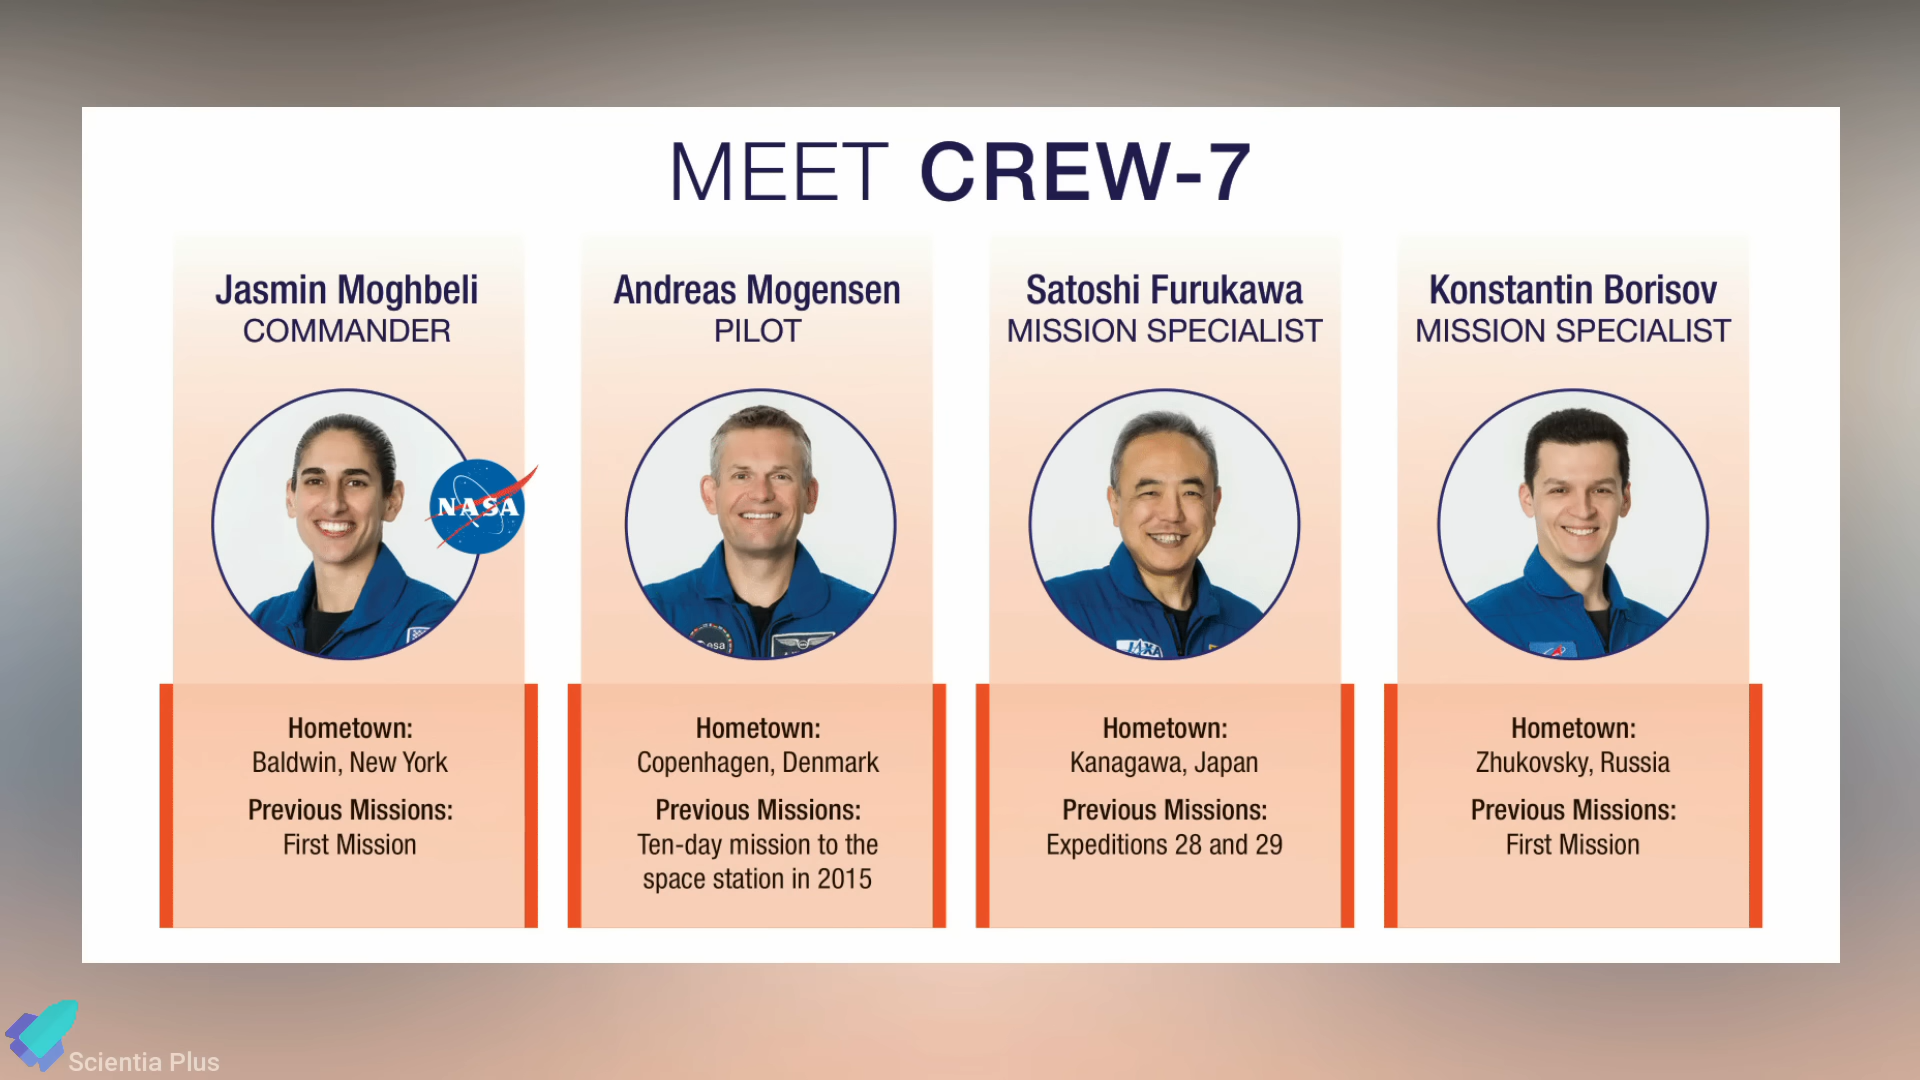 MEET CREW-7
Jasmin Moghbeli
COMMANDER
NASA
Hometown:
Baldwin, New York
Previous Missions:
First Mission
Andreas Mogensen
PILOT
esa
Hometown:
Copenhagen, Denmark
Previous Missions:
Ten-day mission to the
space station in 2015
Satoshi Furukawa
MISSION SPECIALIST
JAXA
Hometown:
Kanagawa, Japan
Previous Missions:
Expeditions 28 and 29
Konstantin Borisov
MISSION SPECIALIST
Hometown:
Zhukovsky, Russia
Previous Missions:
First Mission
Scientia Plus